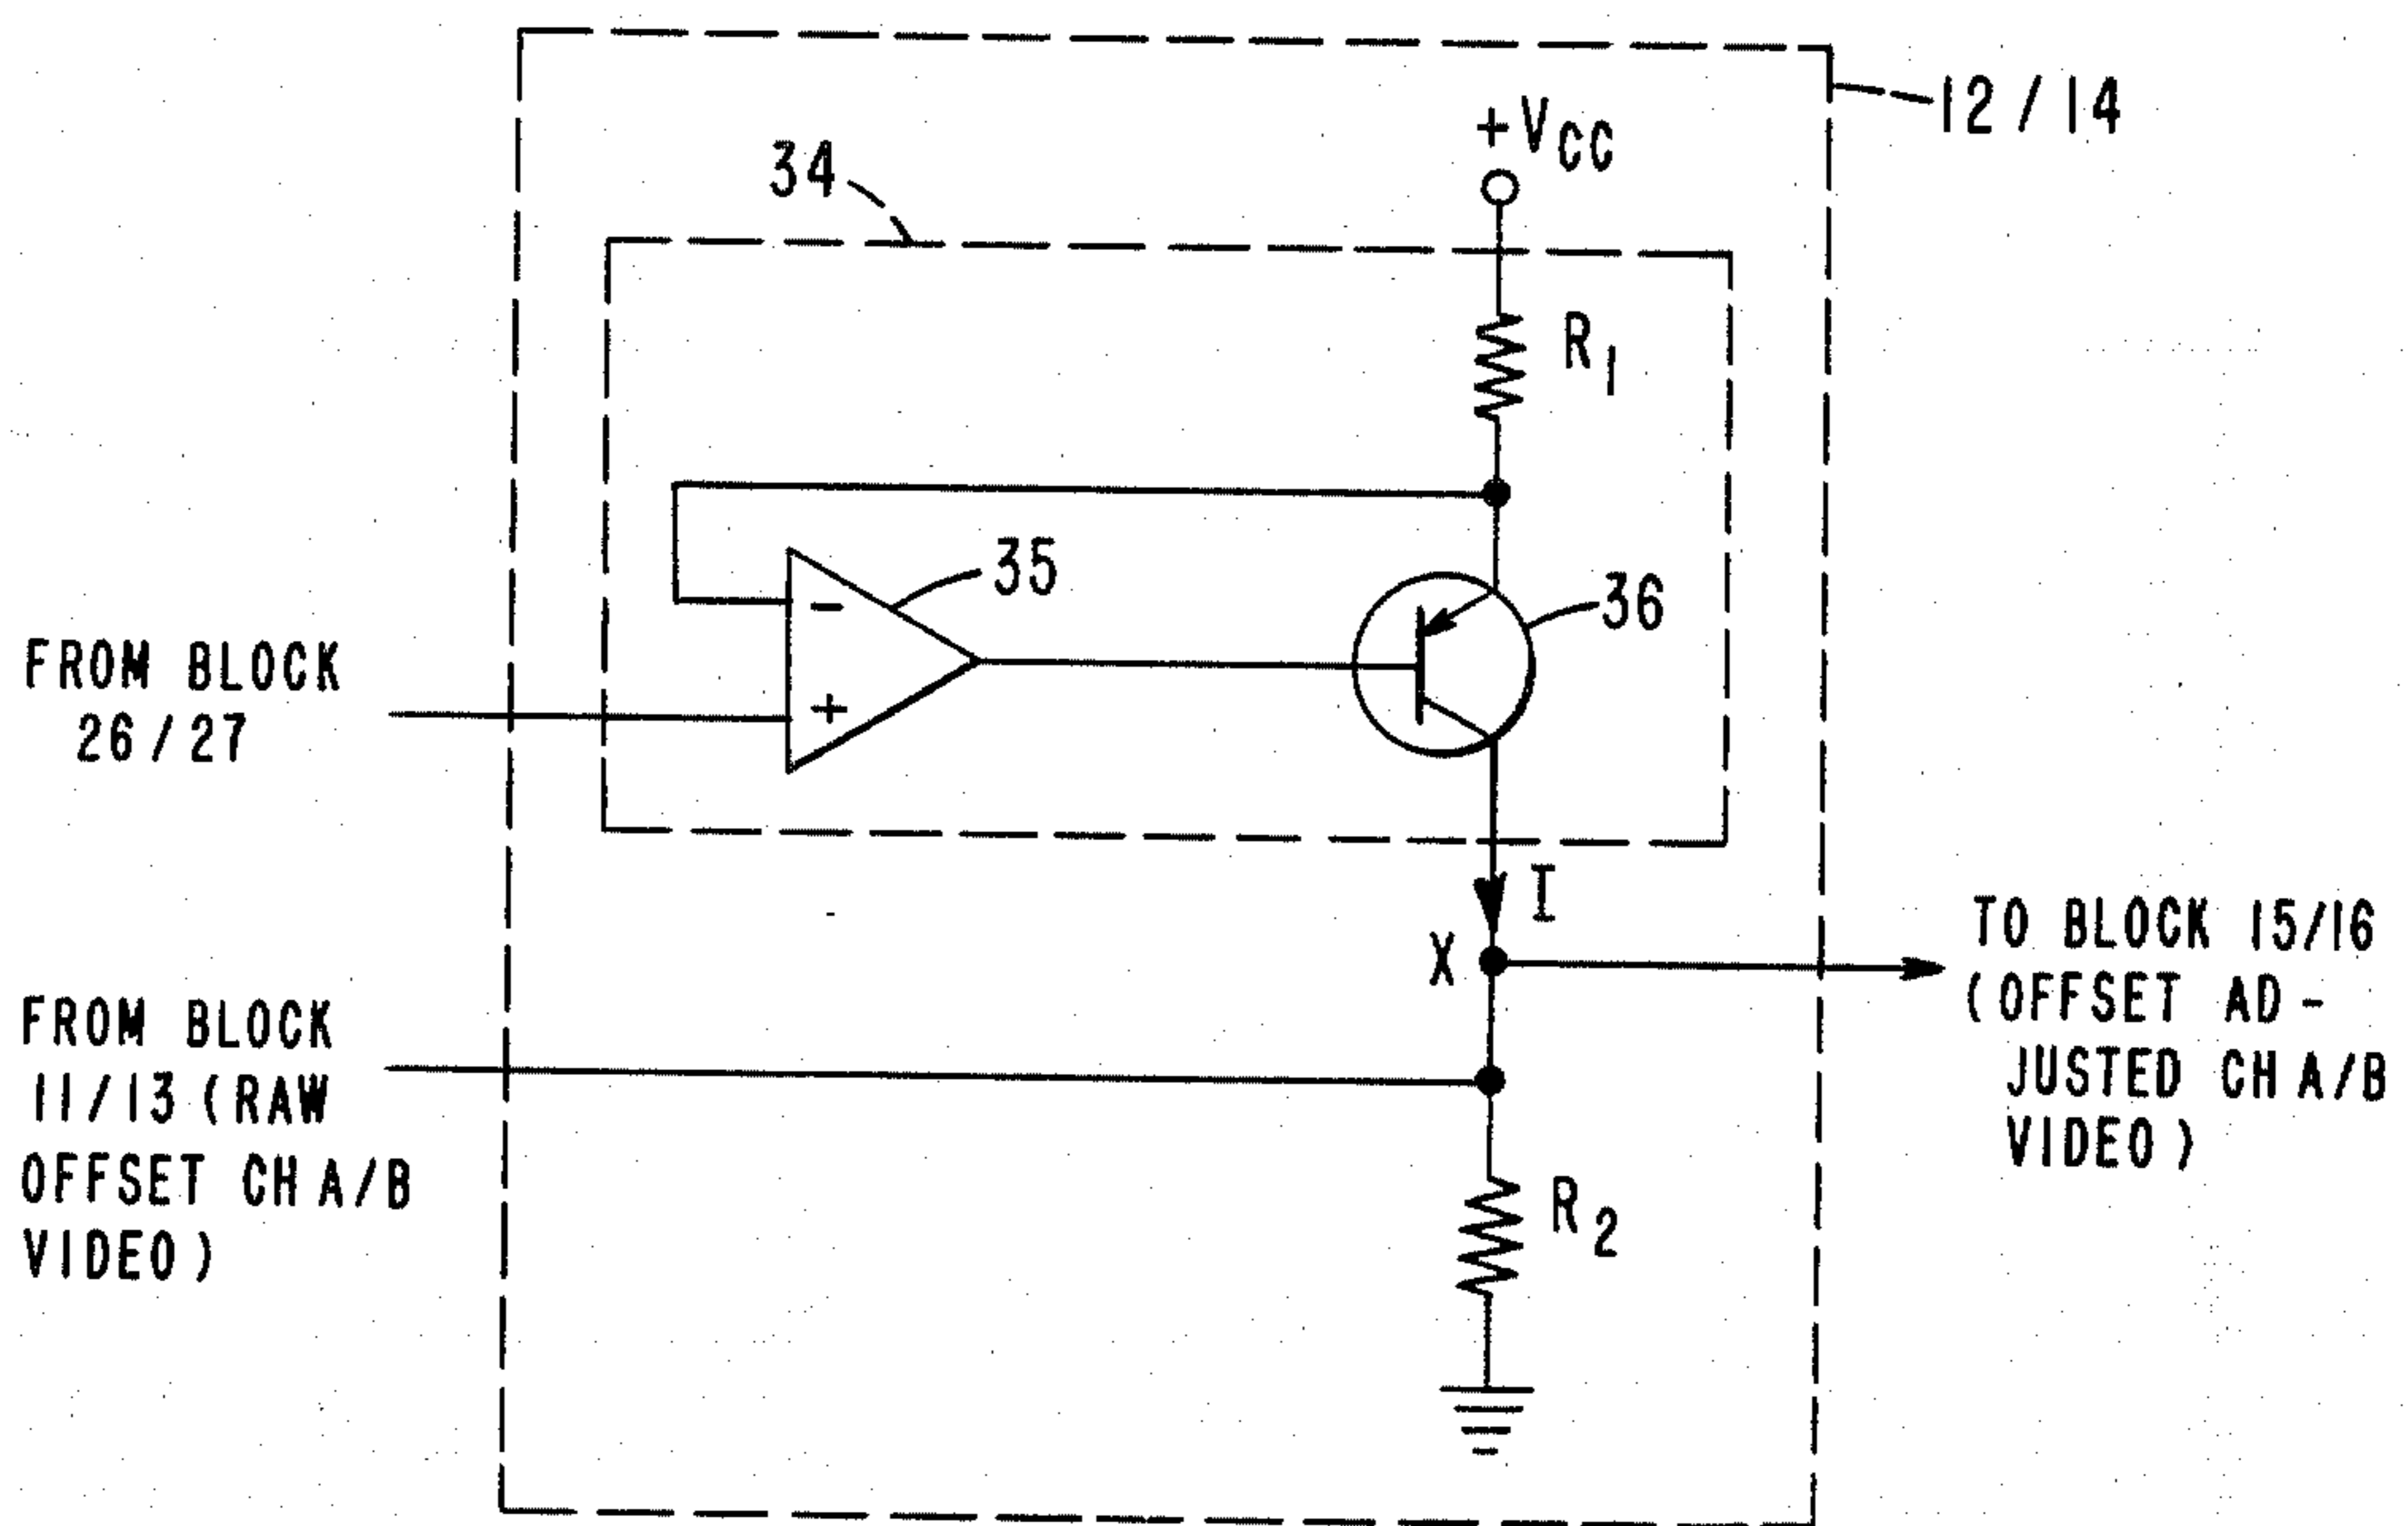 12/14
+VCC
34
R1
35
-
+
36
FROM BLOCK
26/27
I
X
TO BLOCK 15/16
(OFFSET AD-
JUSTED CH A/B
VIDEO)
FROM BLOCK
11/13 (RAW
OFFSET CH A/B
VIDEO)
R2